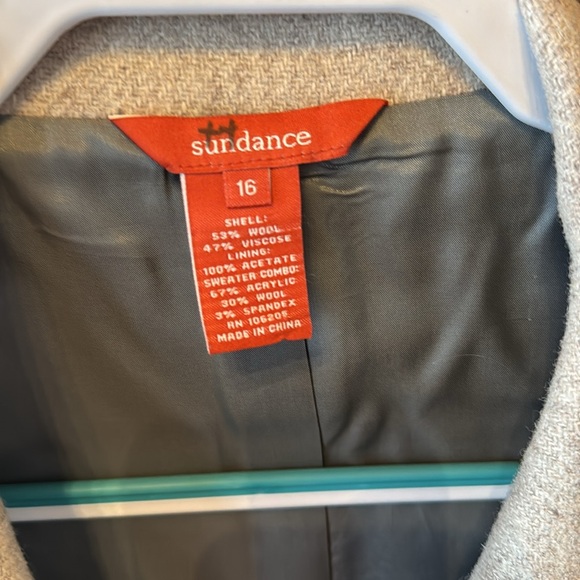 sundance
16
SHELL:
53% WOOL
47% VISCOSE
LINING:
100% ACETATE
SWEATER COMBO:
67% ACRYLIC
30% WOOL
3% SPANDEX
RN 106205
MADE IN CHINA